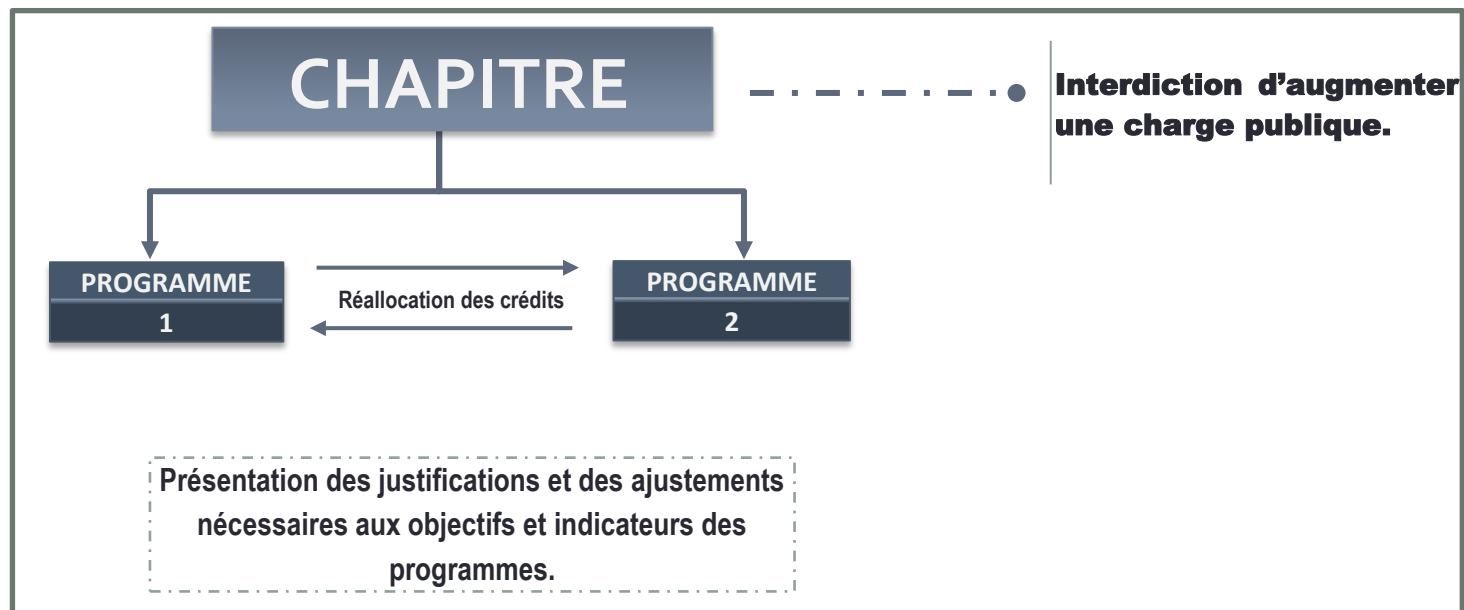 CHAPITRE
Interdiction d’augmenter
une charge publique.
PROGRAMME
1
Réallocation des crédits
PROGRAMME
2
Présentation des justifications et des ajustements
nécessaires aux objectifs et indicateurs des
programmes.